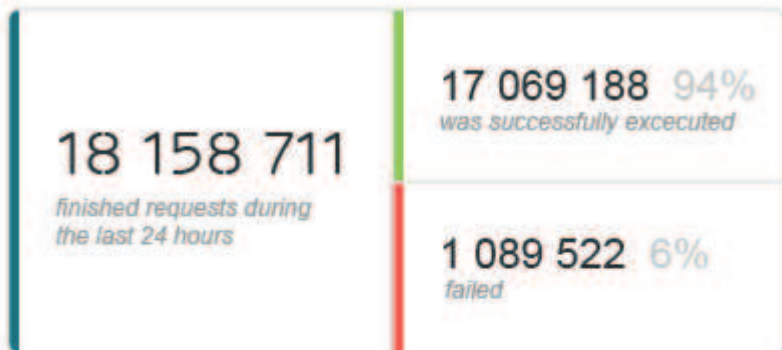 18 158 711
finished requests during
the last 24 hours
17 069 188 94%
was successfully excecuted
1 089 522 6%
failed